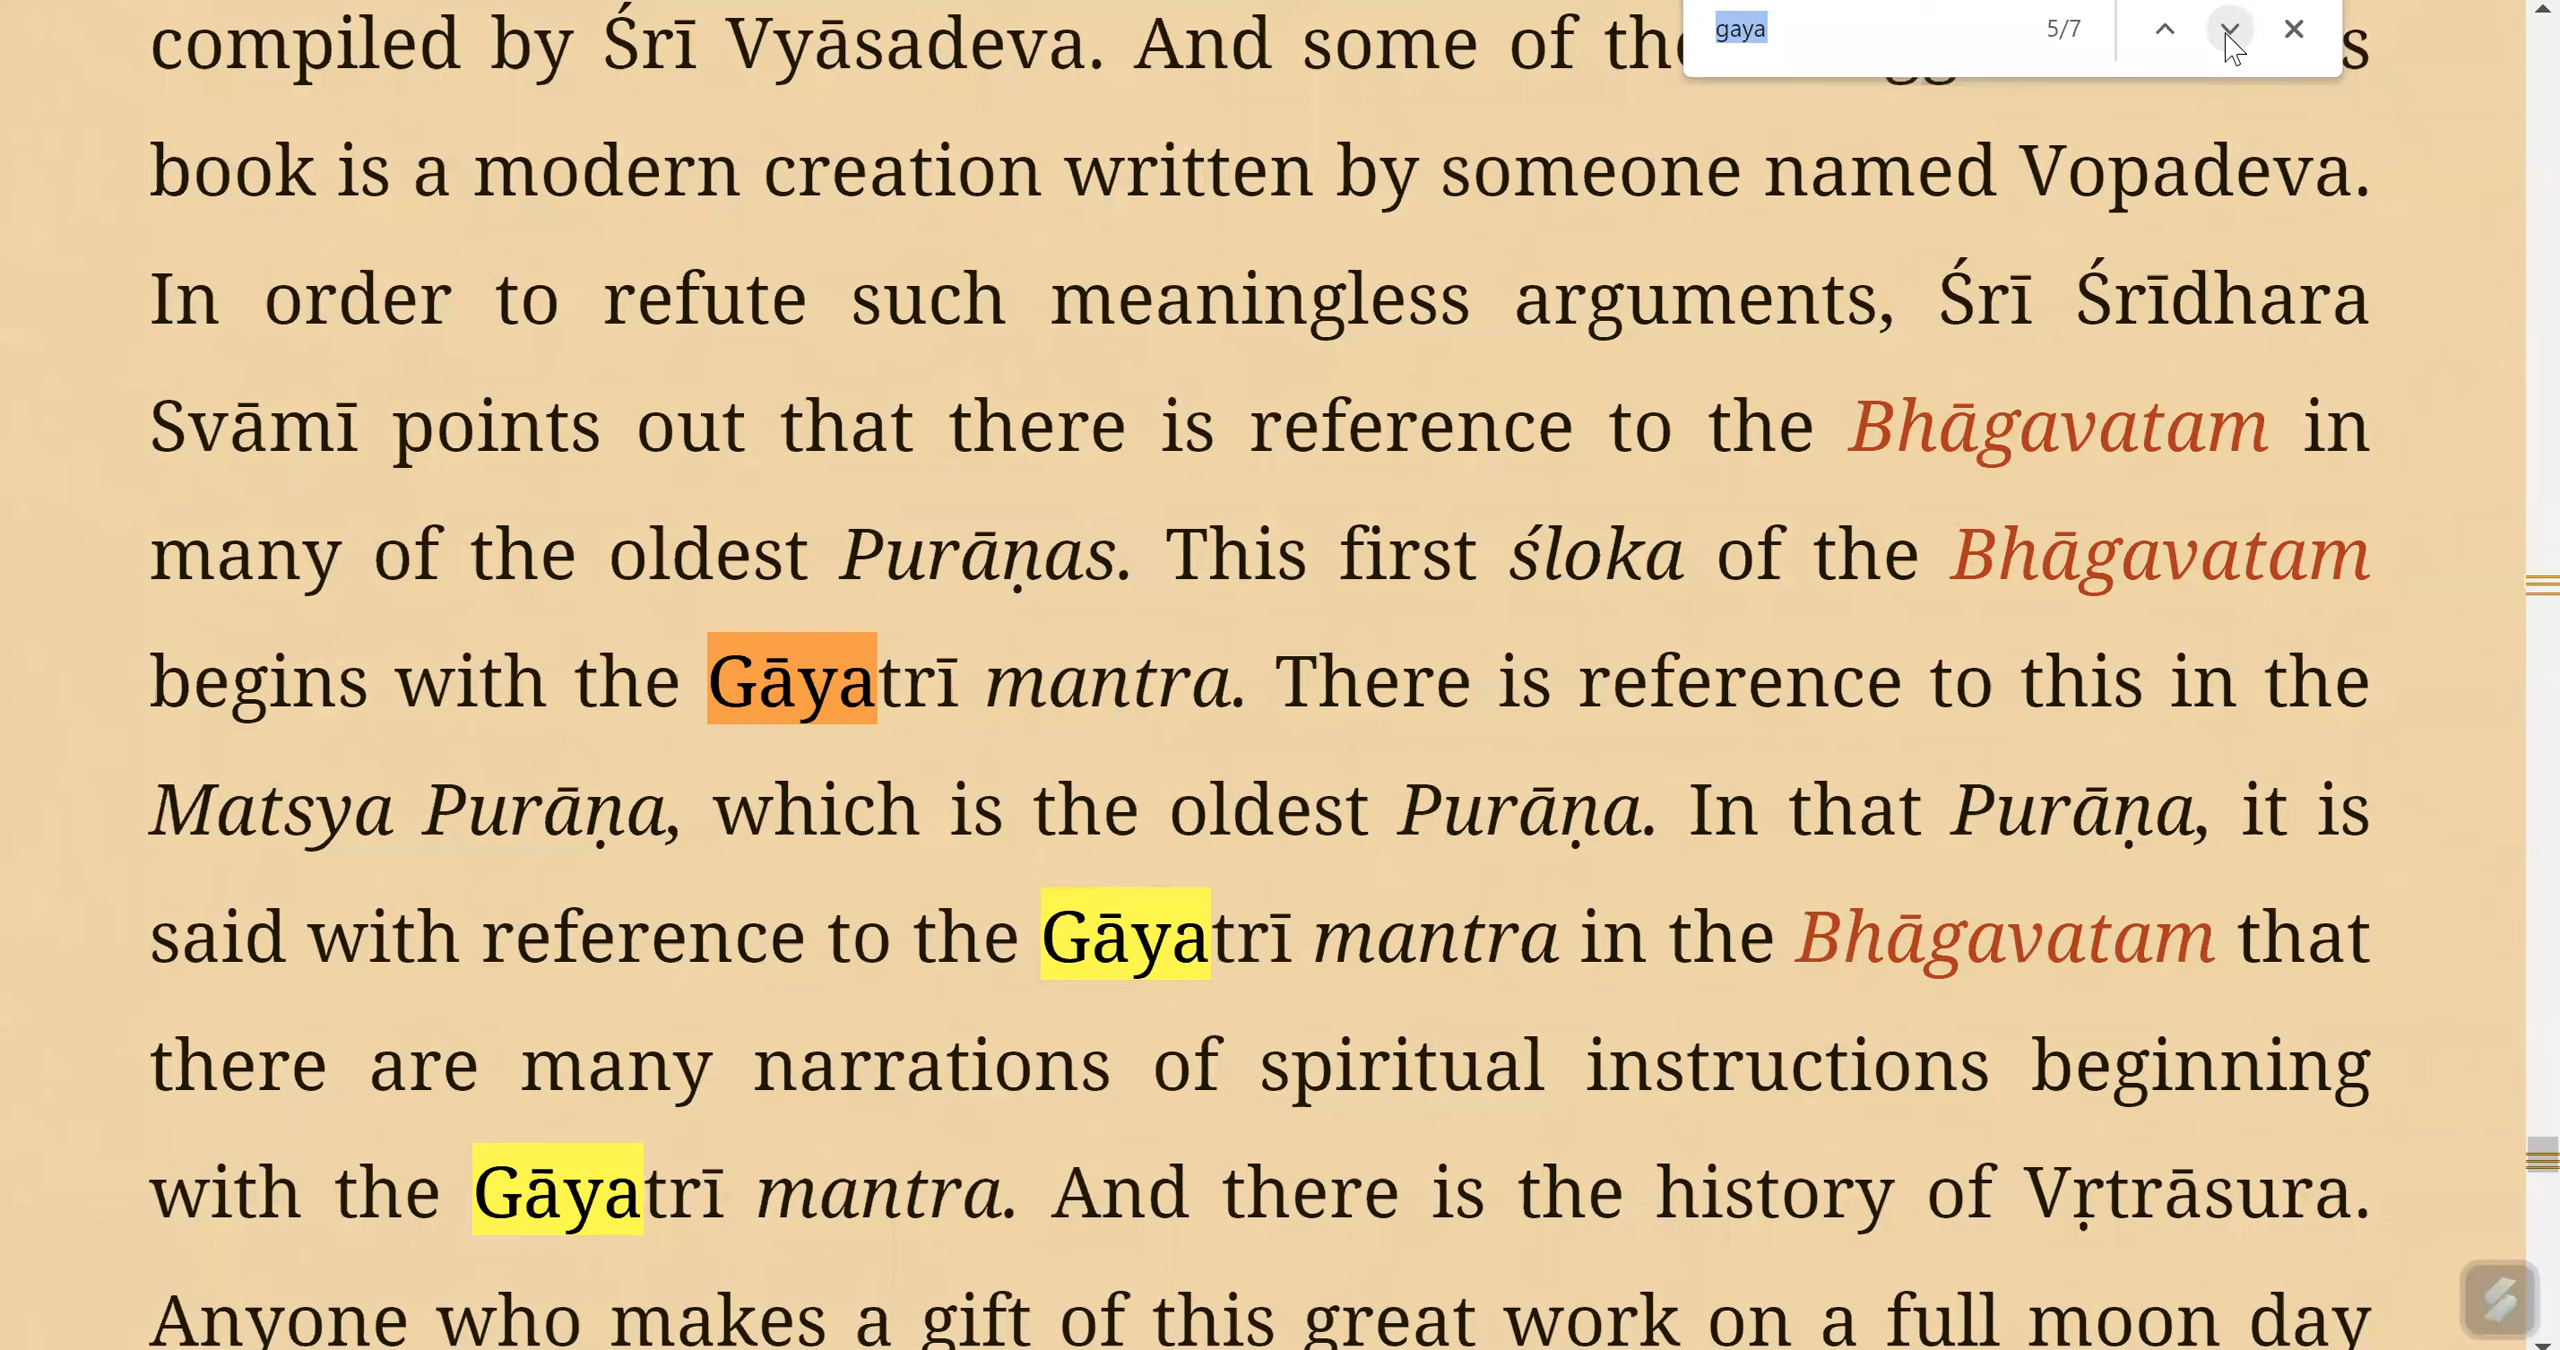 gaya 5/7
compiled by Śrī Vyāsadeva. And some of
book is a modern creation written by someone named Vopadeva.
In order to refute such meaningless arguments, Śrī Śrīdhara
Svāmī points out that there is reference to the Bhāgavatam in
many of the oldest Purāṇas. This first śloka of the Bhāgavatam
begins with the Gāyatrī mantra. There is reference to this in the
Matsya Purāṇa, which is the oldest Purāṇa. In that Purāṇa, it is
said with reference to the Gāyatrī mantra in the Bhāgavatam that
there are many narrations of spiritual instructions beginning
with the Gāyatrī mantra. And there is the history of Vṛtrāsura.
Anyone who makes a gift of this great work on a full moon day